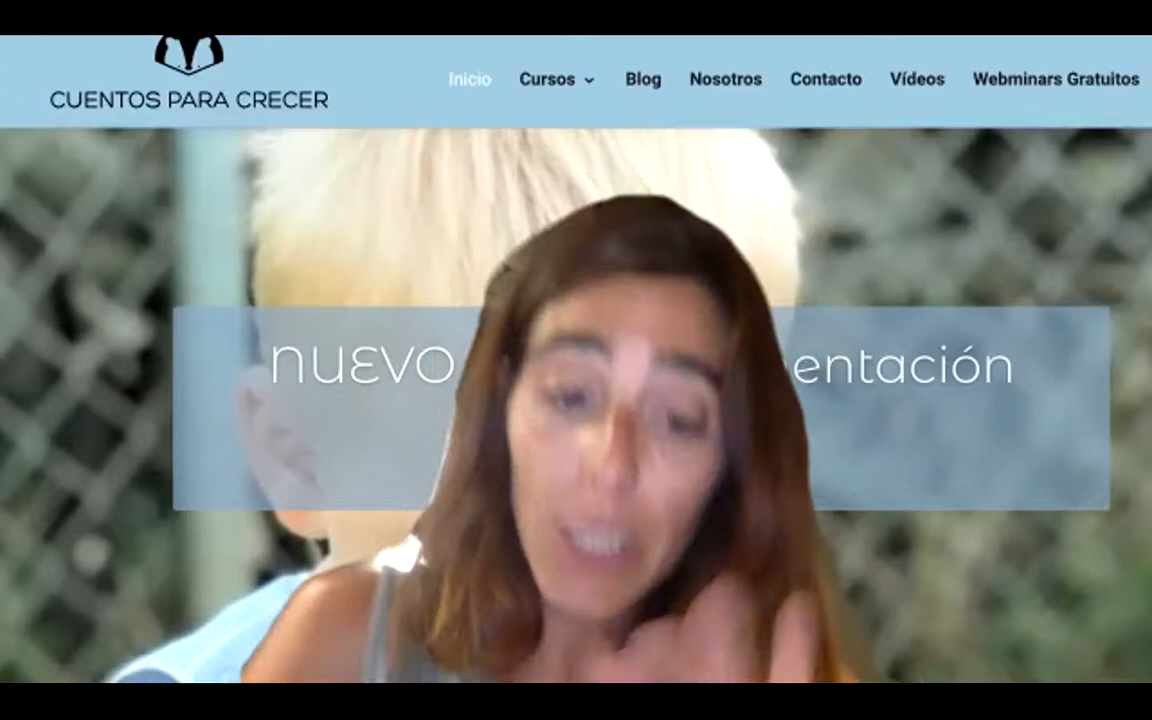 CUENTOS PARA CRECER
Inicio
Cursos
Blog
Nosotros
Contacto
Vídeos
Webminars Gratuitos
NUEVO entación